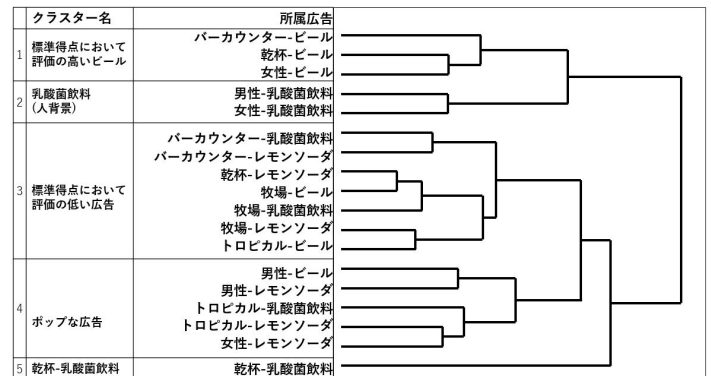 クラスター名 所属広告
1 標準得点において評価の高いビール
バーカウンター-ビール
乾杯-ビール
女性-ビール
2 乳酸菌飲料
(人背景)
男性-乳酸菌飲料
女性-乳酸菌飲料
3 標準得点において
評価の低い広告
バーカウンター-乳酸菌飲料
バーカウンター-レモンソーダ
乾杯-レモンソーダ
牧場-ビール
牧場-乳酸菌飲料
牧場-レモンソーダ
トロピカル-ビール
4 ポップな広告
男性-ビール
男性-レモンソーダ
トロピカル-乳酸菌飲料
トロピカル-レモンソーダ
女性-レモンソーダ
5 乾杯-乳酸菌飲料 乾杯-乳酸菌飲料